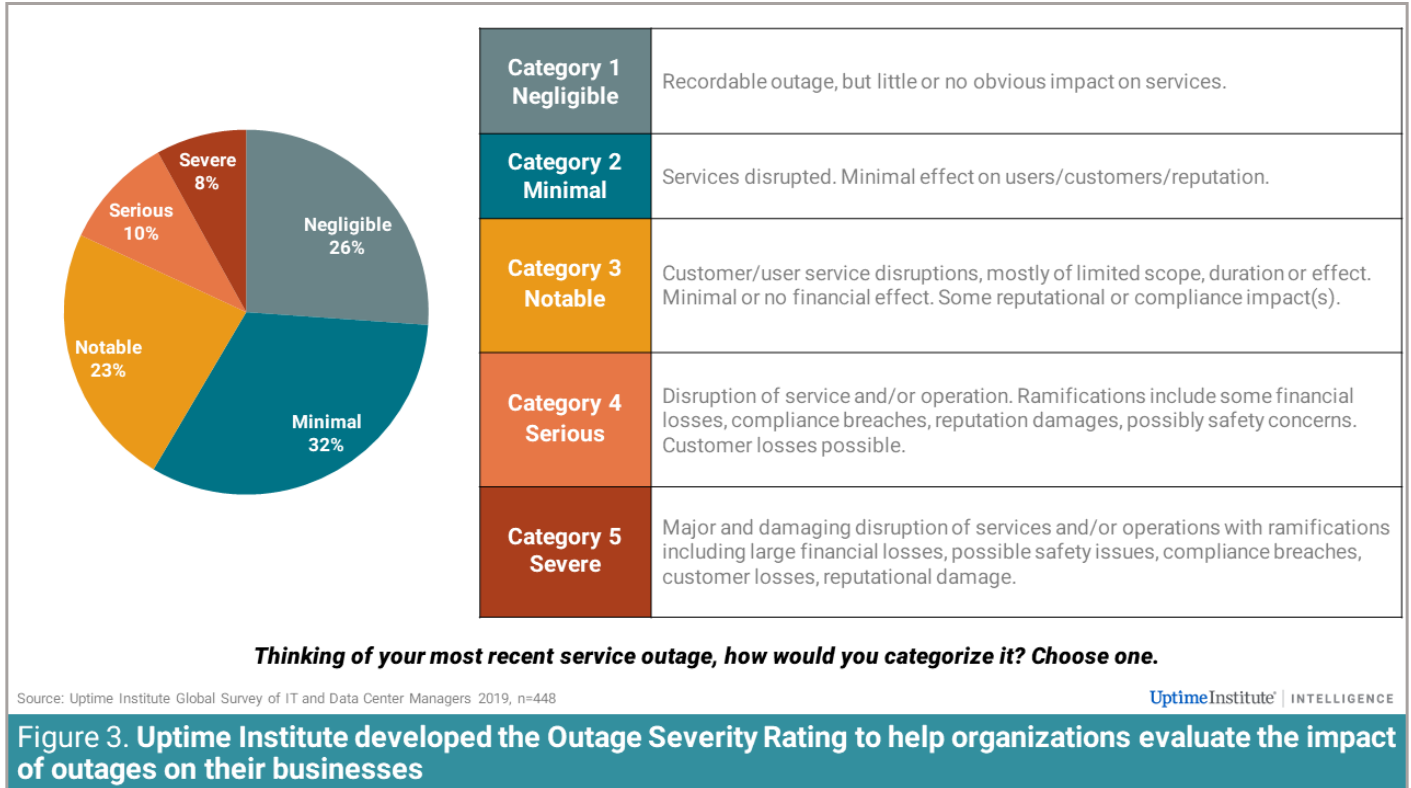 Severe
8%
Serious
10%
Negligible
26%
Notable
23%
Minimal
32%
Category 1
Negligible
Recordable outage, but little or no obvious impact on services.
Category 2
Minimal
Services disrupted. Minimal effect on users/customers/reputation.
Category 3
Notable
Customer/user service disruptions, mostly of limited scope, duration or effect.
Minimal or no financial effect. Some reputational or compliance impact(s).
Category 4
Serious
Disruption of service and/or operation. Ramifications include some financial
losses, compliance breaches, reputation damages, possibly safety concerns.
Customer losses possible.
Category 5
Severe
Major and damaging disruption of services and/or operations with ramifications
including large financial losses, possible safety issues, compliance breaches,
customer losses, reputational damage.
Thinking of your most recent service outage, how would you categorize it? Choose one.
Source: Uptime Institute Global Survey of IT and Data Center Managers 2019, n=448
UptimeInstitute® | INTELLIGENCE
Figure 3. Uptime Institute developed the Outage Severity Rating to help organizations evaluate the impact
of outages on their businesses